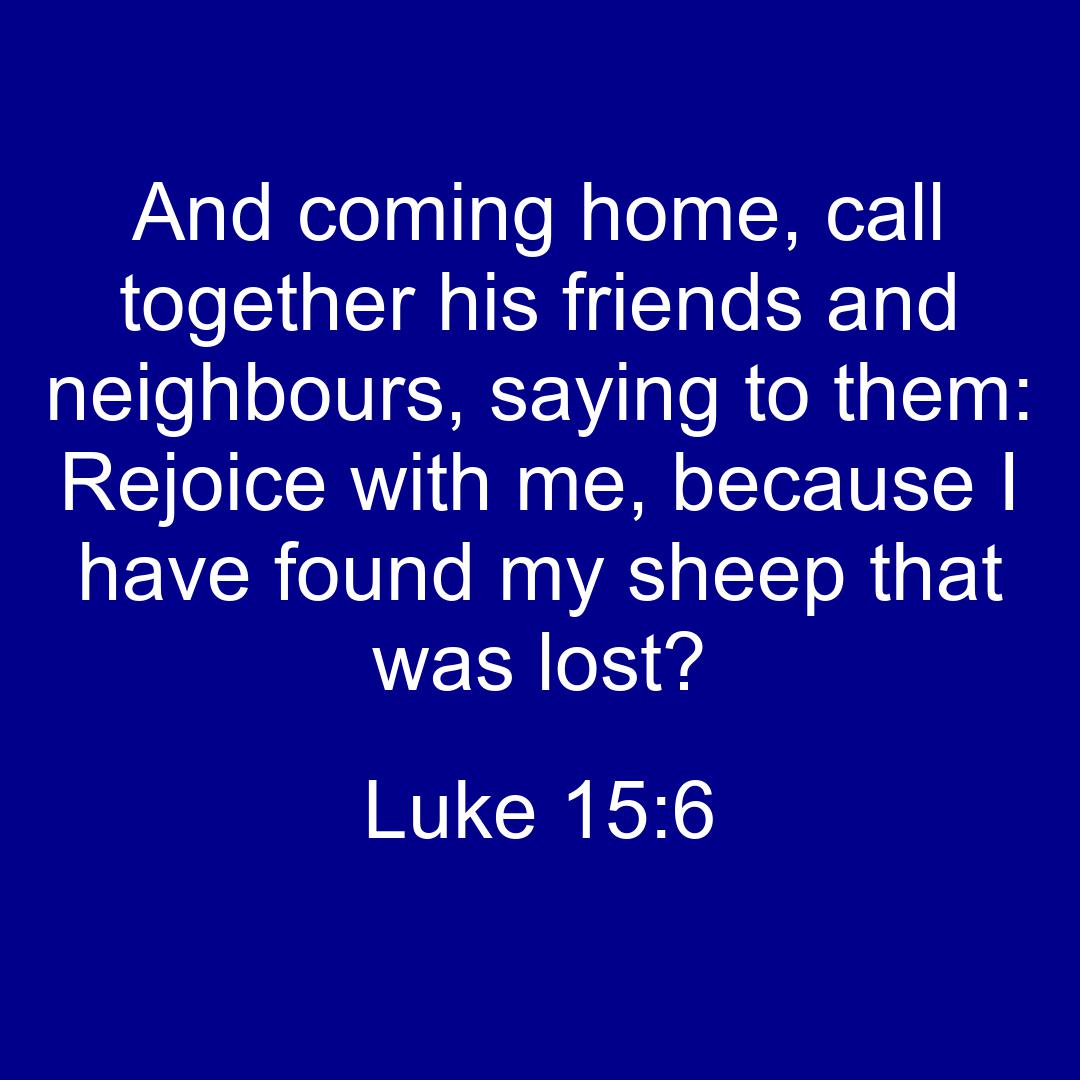 And coming home, call
together his friends and
neighbours, saying to them:
Rejoice with me, because I
have found my sheep that
was lost?
Luke 15:6